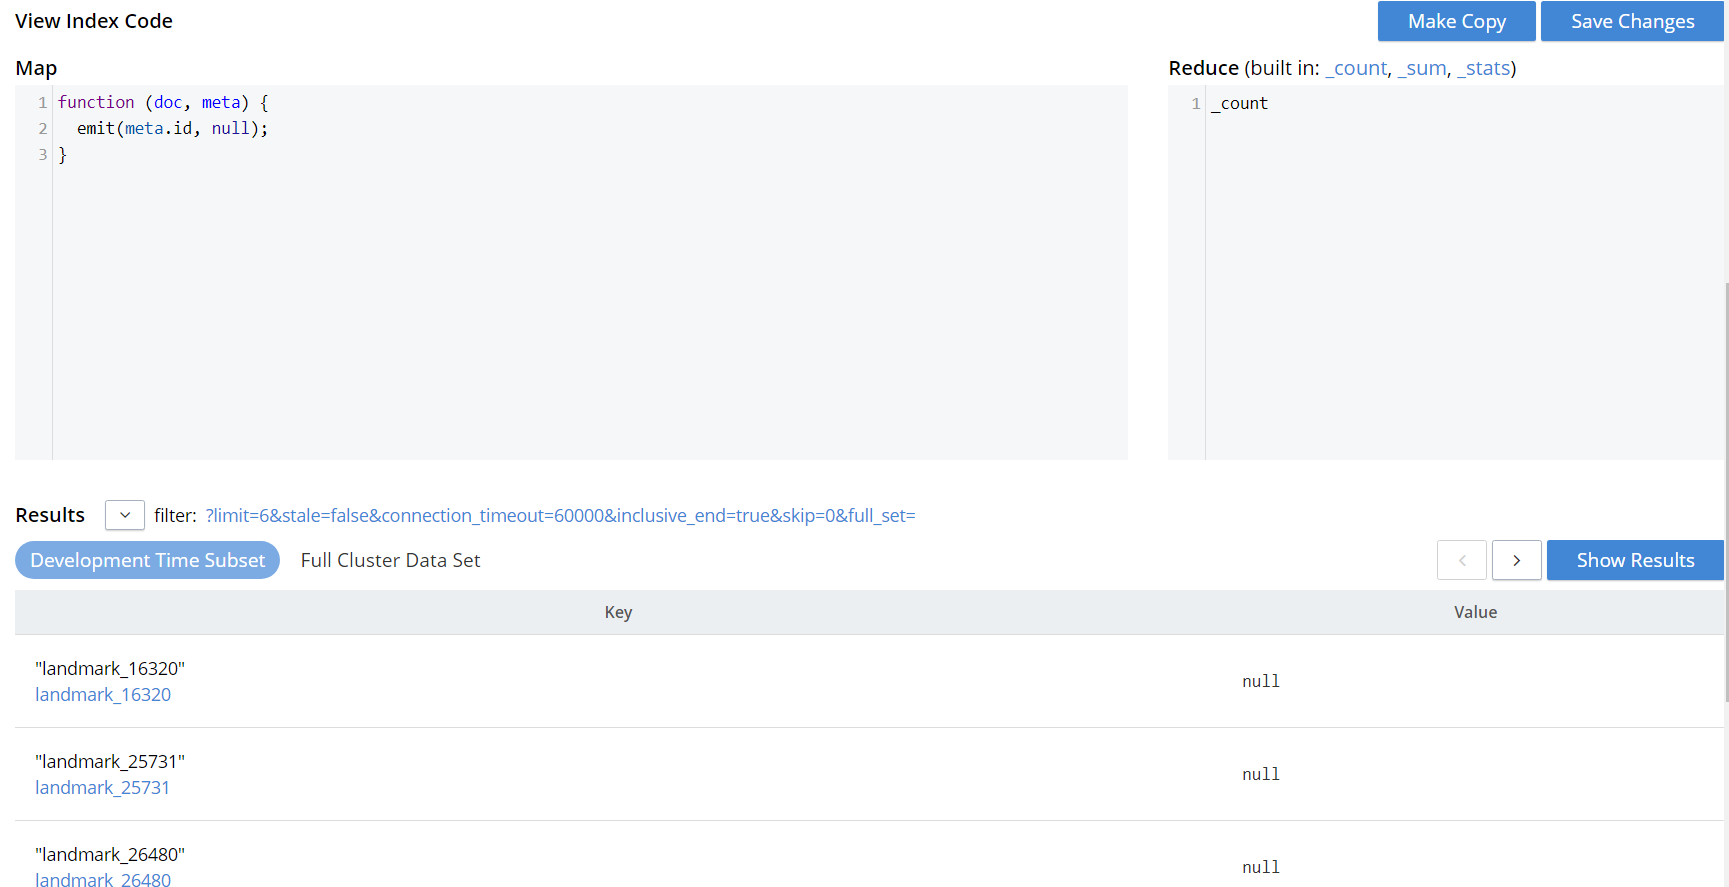 View Index Code
Make Copy
Save Changes
Map
Reduce (built in: _count, _sum, _stats)
1 function (doc, meta) {
2   emit(meta.id, null);
3 }
1 _count
Results
filter: ?limit=6&stale=false&connection_timeout=60000&inclusive_end=true&skip=0&full_set=
Development Time Subset
Full Cluster Data Set
Show Results
Key
Value
"landmark_16320"
landmark_16320
null
"landmark_25731"
landmark_25731
null
"landmark_26480"
landmark_26480
null